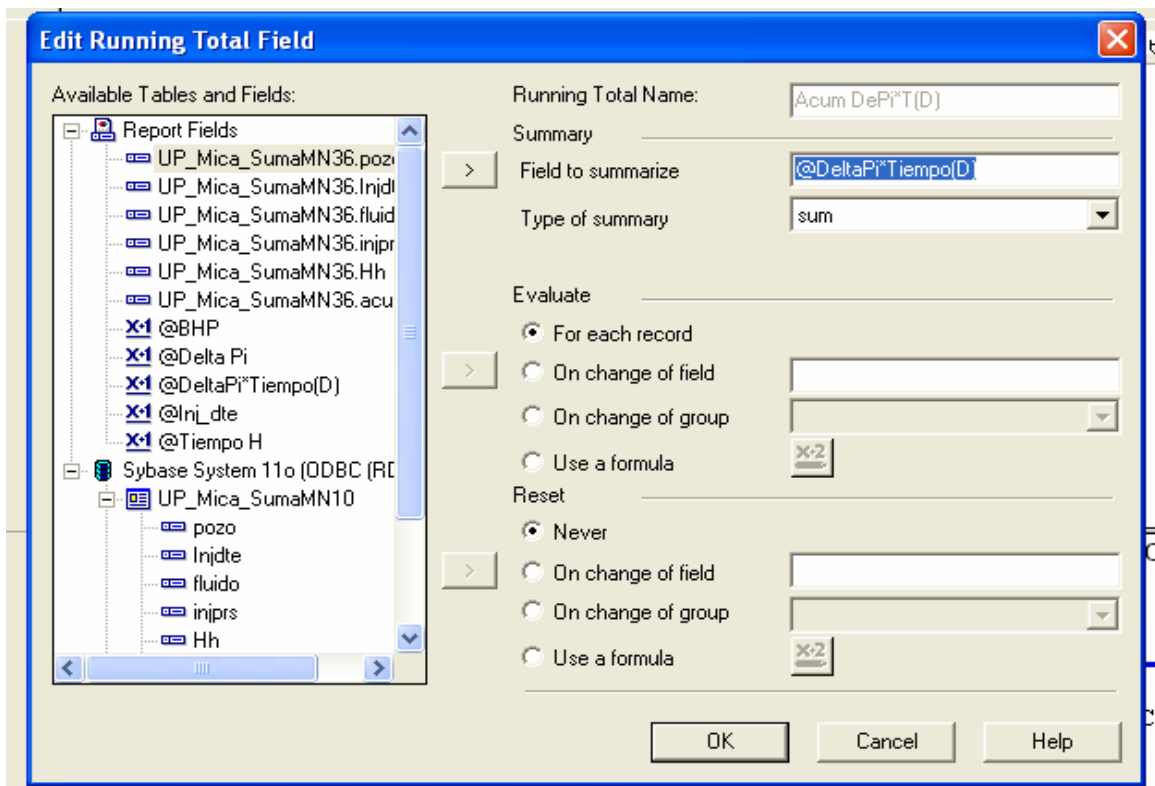 Edit Running Total Field
Available Tables and Fields:
Report Fields
UP_Mica_SumaMN36.pozo
UP_Mica_SumaMN36.Injd
UP_Mica_SumaMN36.fluid
UP_Mica_SumaMN36.injpr
UP_Mica_SumaMN36.Hh
UP_Mica_SumaMN36.acu
@BHP
@Delta Pi
@DeltaPi*Tiempo(D)
@Inj_dte
@Tiempo H
Sybase System 11o (ODBC (RD
UP_Mica_SumaMN10
pozo
Injdte
fluido
injprs
Hh
Running Total Name: Acum DePi*T(D)
Summary
> Field to summarize @DeltaPi*Tiempo(D)
Type of summary sum
Evaluate
For each record
> On change of field
On change of group
Use a formula X+2
Reset
Never
> On change of field
On change of group
Use a formula X+2
OK Cancel Help